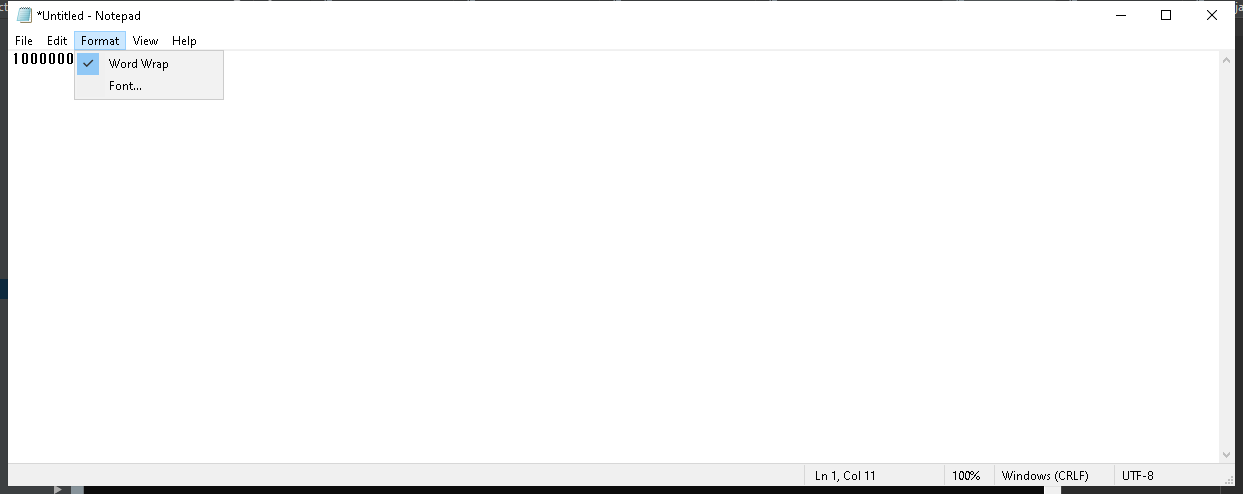 *Untitled - Notepad
File Edit Format View Help
1000000
Word Wrap
Font...
Ln 1, Col 11 100% Windows (CRLF) UTF-8